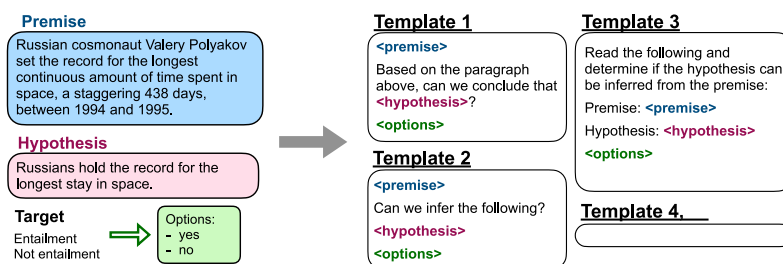 Premise
Russian cosmonaut Valery Polyakov
set the record for the longest
continuous amount of time spent in
space, a staggering 438 days,
between 1994 and 1995.
Hypothesis
Russians hold the record for the
longest stay in space.
Target
Entailment
Not entailment
Options:
- yes
- no
Template 1
<premise>
Based on the paragraph
above, can we conclude that
<hypothesis>?
<options>
Template 2
<premise>
Can we infer the following?
<hypothesis>
<options>
Template 3
Read the following and
determine if the hypothesis can
be inferred from the premise:
Premise: <premise>
Hypothesis: <hypothesis>
<options>
Template 4,